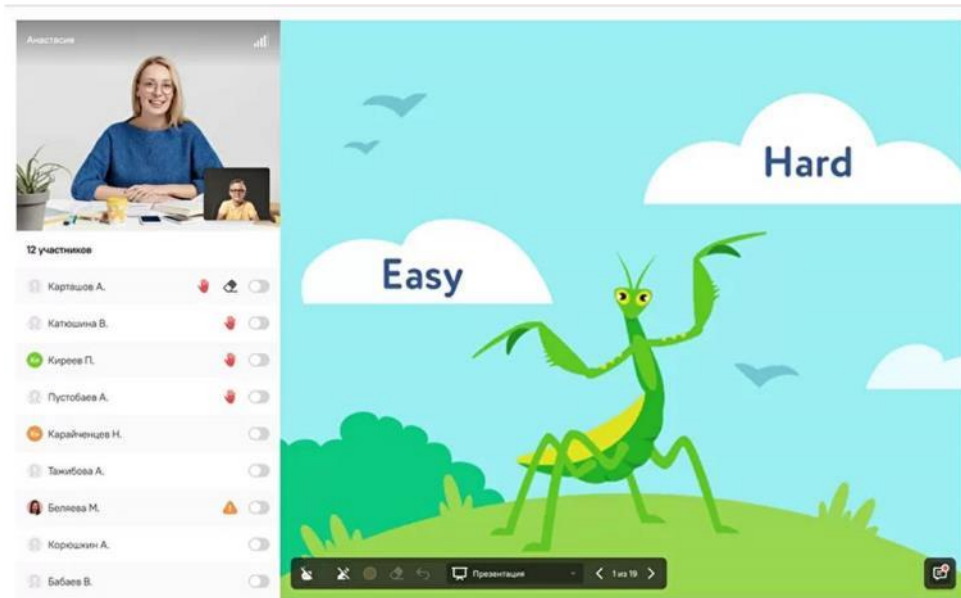 Анастасия
12 участников
Карташов А.
Катюшина В.
Киреев П.
Пустобаев А.
Карайченцев Н.
Тажибова А.
Беляева М.
Корюшкин А.
Бабаев В.
Easy
Hard
Презентация
1 из 19